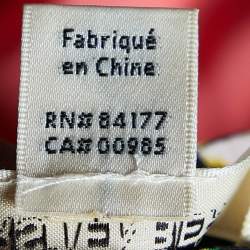 Fabriqué
en Chine
RN# 84177
CA# 00985